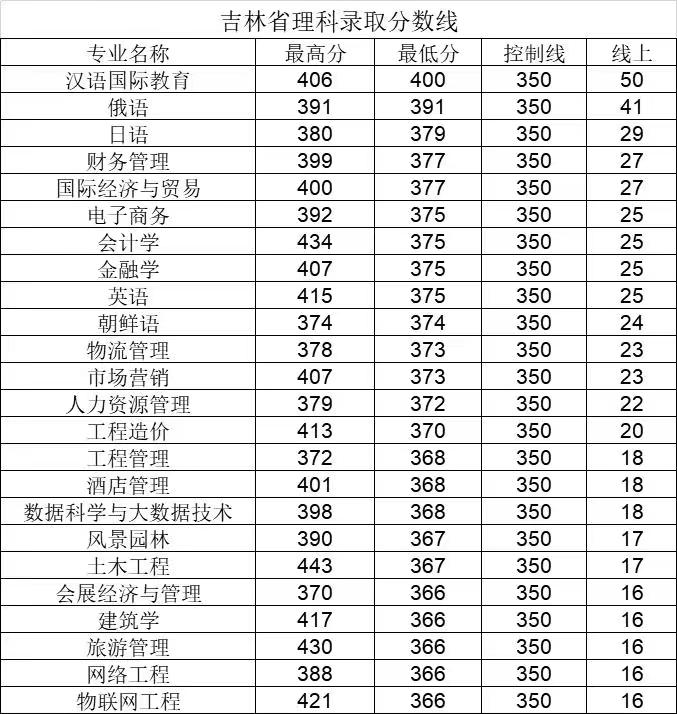 吉林省理科录取分数线
专业名称 最高分 最低分 控制线 线上
汉语国际教育 406 400 350 50
俄语 391 391 350 41
日语 380 379 350 29
财务管理 399 377 350 27
国际经济与贸易 400 377 350 27
电子商务 392 375 350 25
会计学 434 375 350 25
金融学 407 375 350 25
英语 415 375 350 25
朝鲜语 374 374 350 24
物流管理 378 373 350 23
市场营销 407 373 350 23
人力资源管理 379 372 350 22
工程造价 413 370 350 20
工程管理 372 368 350 18
酒店管理 401 368 350 18
数据科学与大数据技术 398 368 350 18
风景园林 390 367 350 17
土木工程 443 367 350 17
会展经济与管理 370 366 350 16
建筑学 417 366 350 16
旅游管理 430 366 350 16
网络工程 388 366 350 16
物联网工程 421 366 350 16